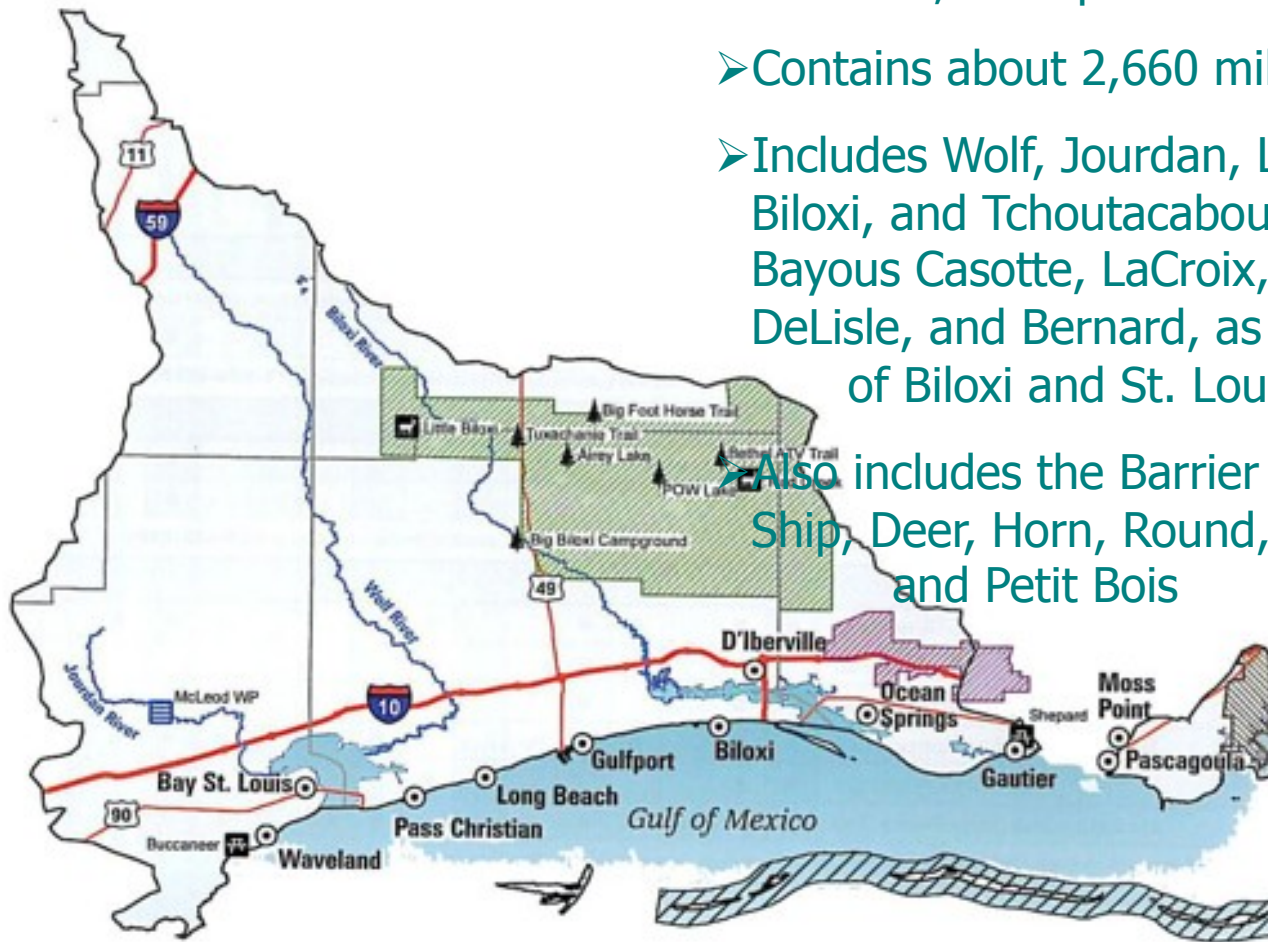 ➢Contains about 2,660
➢Includes Wolf, Jourdan,
Biloxi, and
Bayous Casotte, LaCroix,
DeLisle, and Bernard, as
of Biloxi and St.
➢Also includes the Barrier
Ship, Deer, Horn, Round,
and Petit Bois
11
59
Biloxi River
Little Biloxi
Big Foot Horse Trail
Tuxachanie Trail
Airey Lake
Bethel ATV Trail
POW Lake
Big Biloxi Campground
49
Wolf River
Jourdan River
McLeod WP
10
D'Iberville
Ocean
Springs
Shepard
Moss
Point
Gautier
Pascagoula
Biloxi
Gulfport
Long Beach
Pass Christian
Bay St. Louis
90
Buccaneer
Waveland
Gulf of Mexico